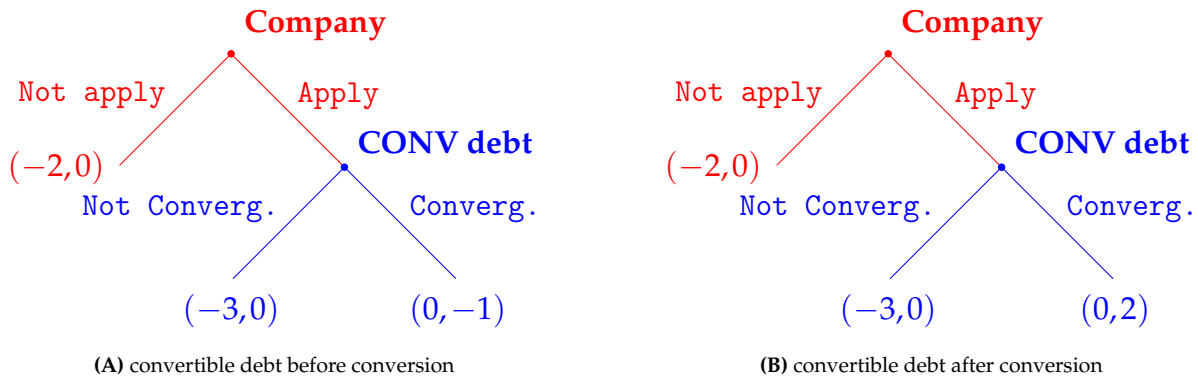 Company
Not apply
Apply
CONV debt
(−2,0)
Not Converg.
Converg.
(−3,0)
(0,−1)
(A) convertible debt before conversion
Company
Not apply
Apply
CONV debt
(−2,0)
Not Converg.
Converg.
(−3,0)
(0,2)
(B) convertible debt after conversion